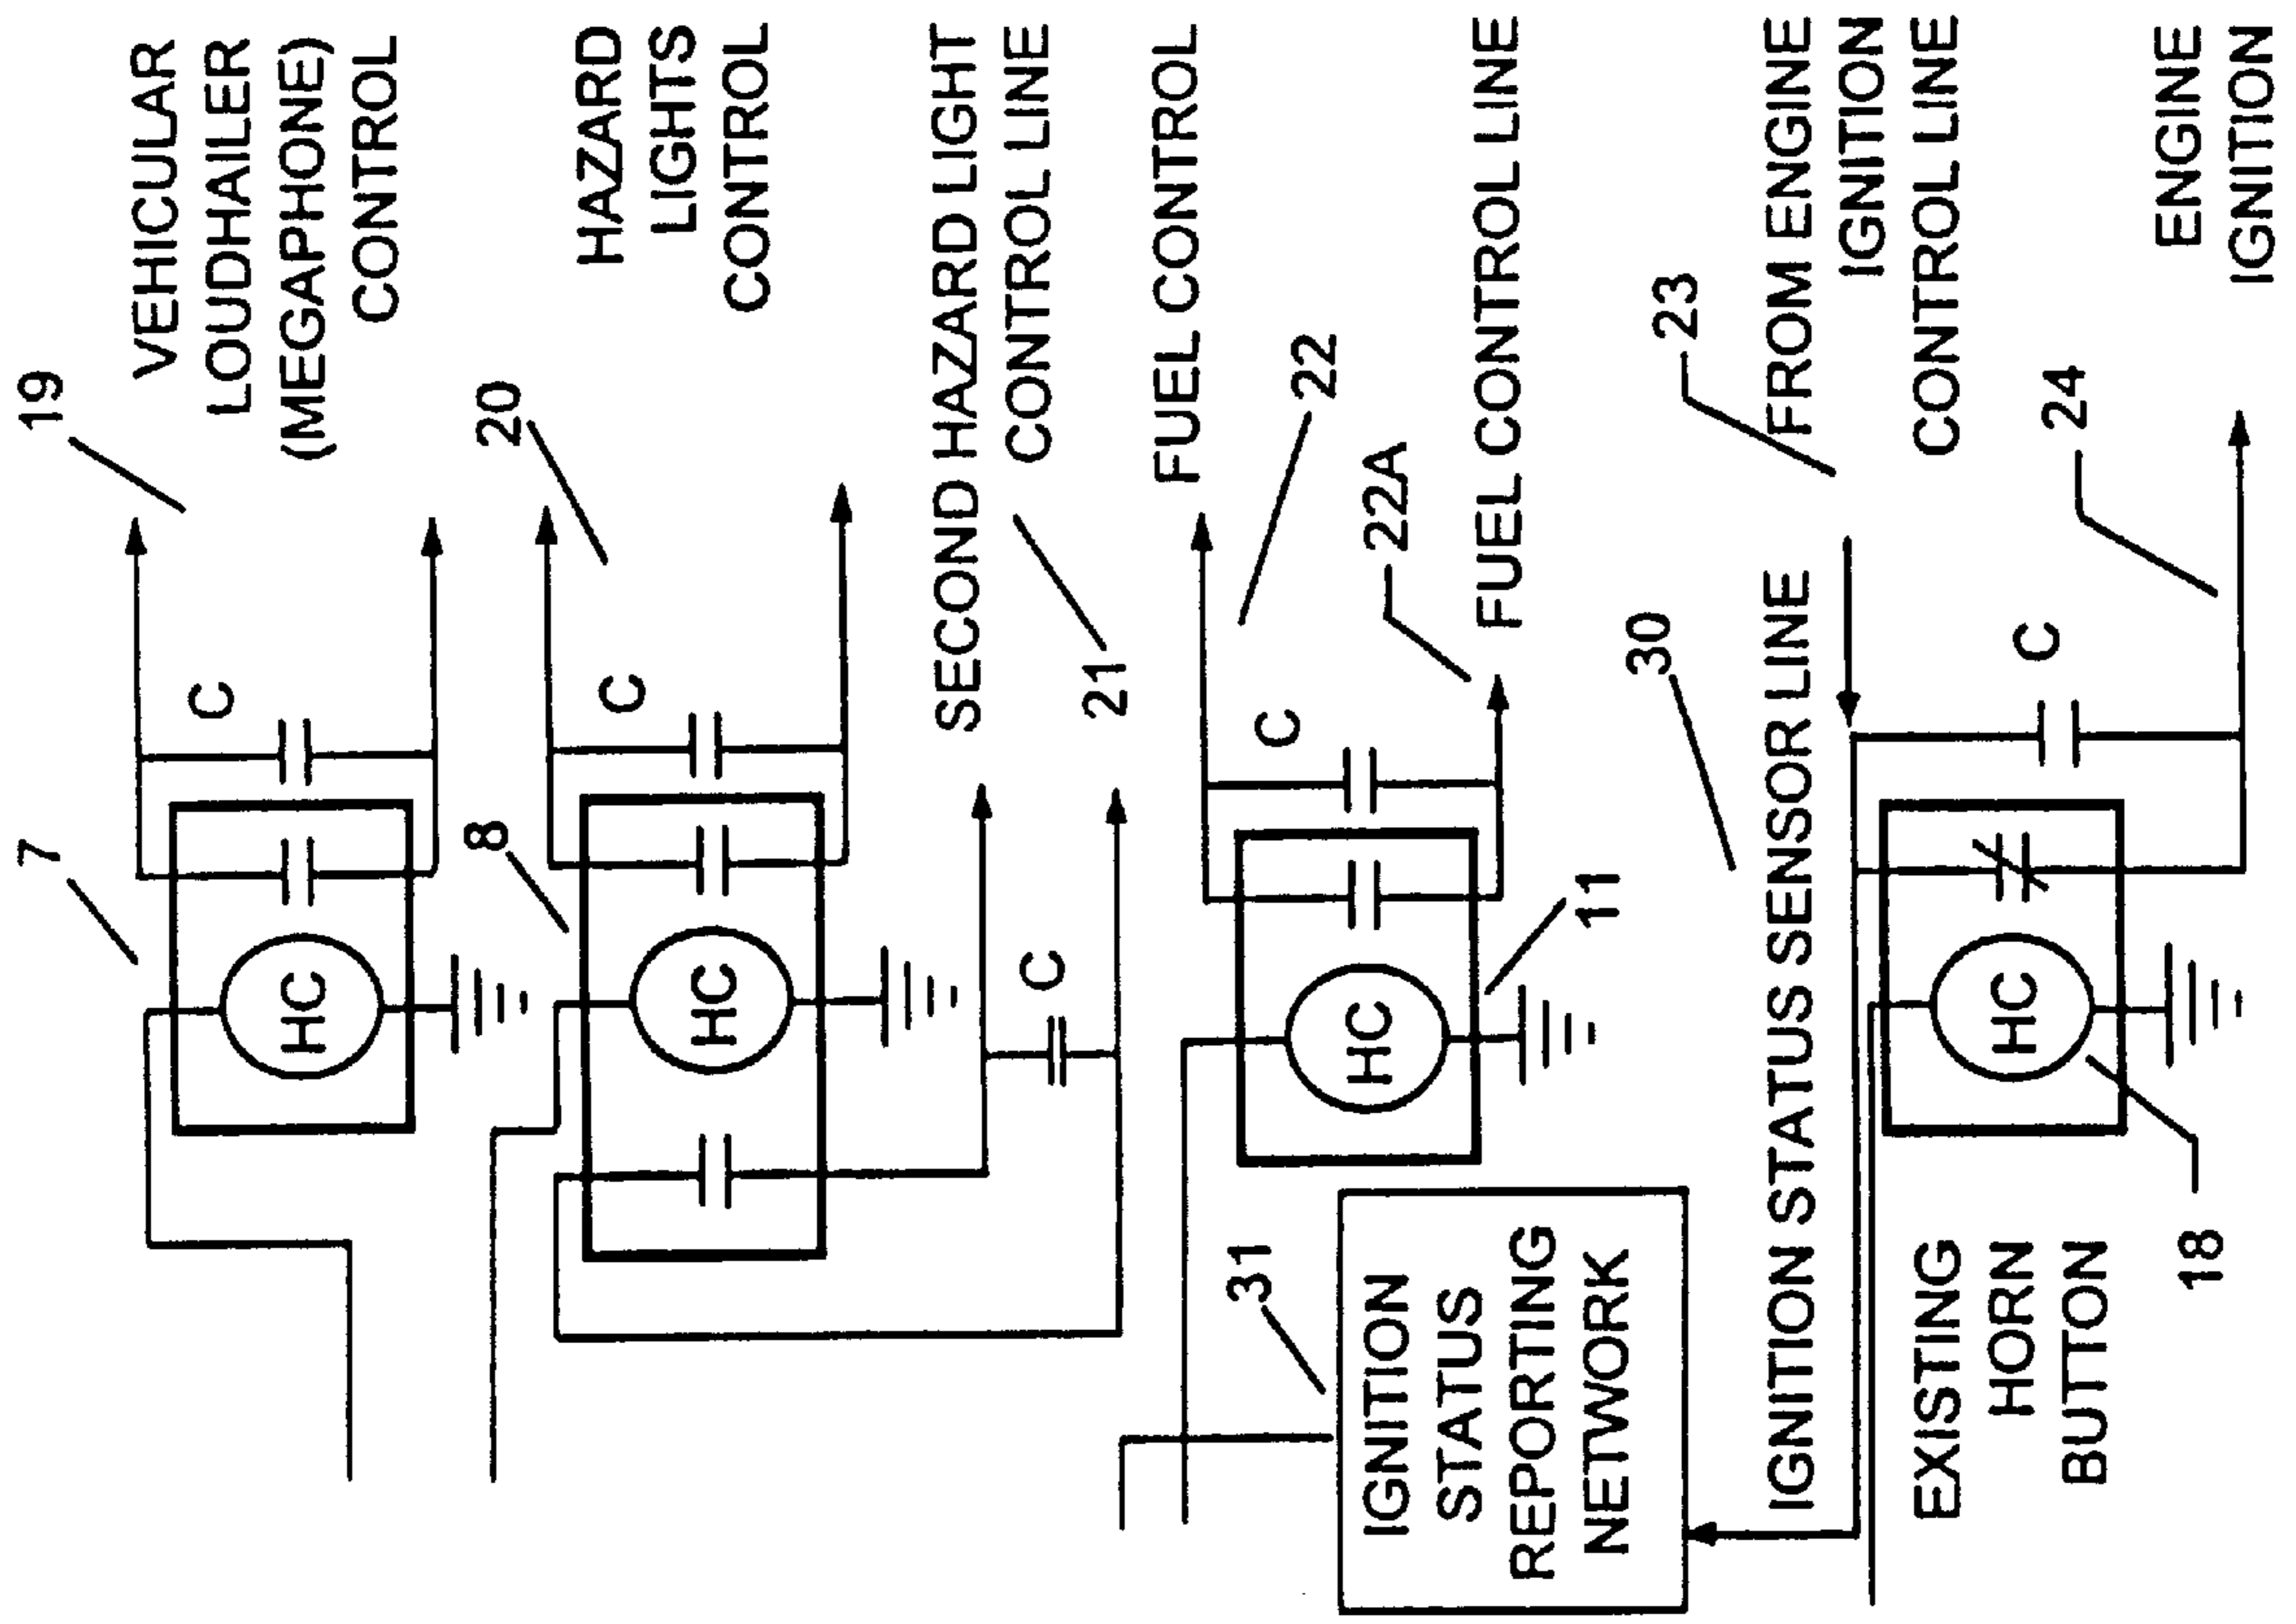 19
VEHICULAR
LOUDHAILER
(MEGAPHONE)
CONTROL
7
C
HC
20
HAZARD
LIGHTS
CONTROL
8
C
HC
SECOND HAZARD LIGHT
CONTROL LINE
21
C
FUEL CONTROL
22
22A
C
HC
11
FUEL CONTROL LINE
31
IGNITION
STATUS
REPORTING
NETWORK
30
IGNITION STATUS SENSOR LINE
23
FROM ENGINE
IGNITION
CONTROL LINE
24
C
HC
18
EXISTING
HORN
BUTTON
ENGINE
IGNITION